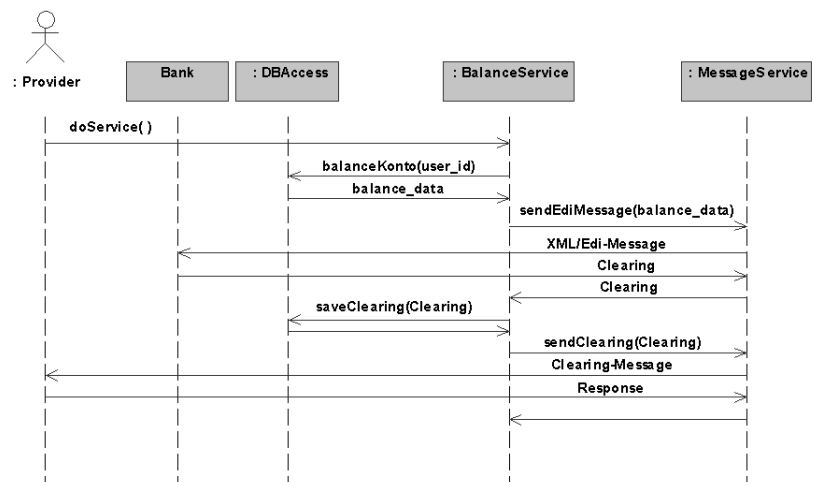 : Provider
Bank
: DBAccess
: BalanceService
: MessageService
doService( )
balanceKonto(user_id)
balance_data
sendEdiMessage(balance_data)
XML/Edi-Message
Clearing
Clearing
saveClearing(Clearing)
sendClearing(Clearing)
Clearing-Message
Response